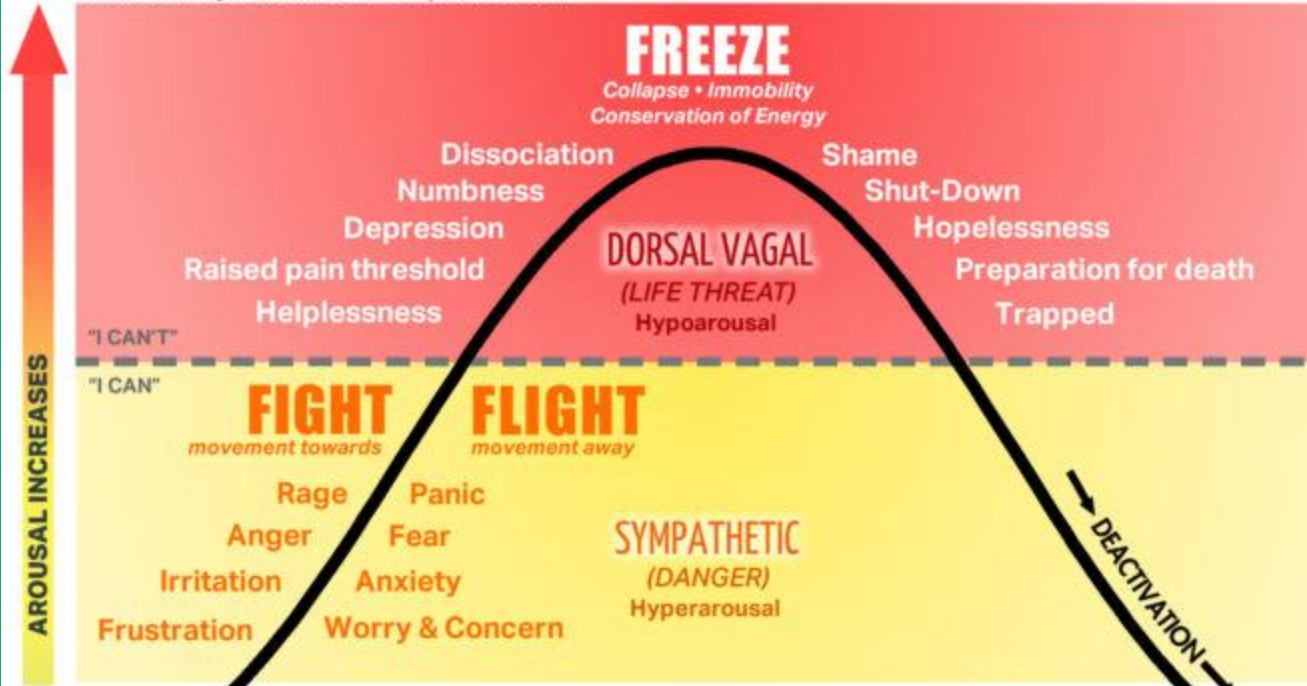 FREEZE
Collapse • Immobility
Conservation of Energy
Dissociation
Shame
Numbness
Shut-Down
Depression
Hopelessness
DORSAL VAGAL
Raised pain threshold
Preparation for death
(LIFE THREAT)
Helplessness
Trapped
Hypoarousal
"I CAN'T"
"I CAN"
AROUSAL INCREASES
FIGHT
movement towards
FLIGHT
movement away
Rage
Panic
Anger
Fear
SYMPATHETIC
Irritation
Anxiety
(DANGER)
Hyperarousal
Frustration
Worry & Concern
DEACTIVATION